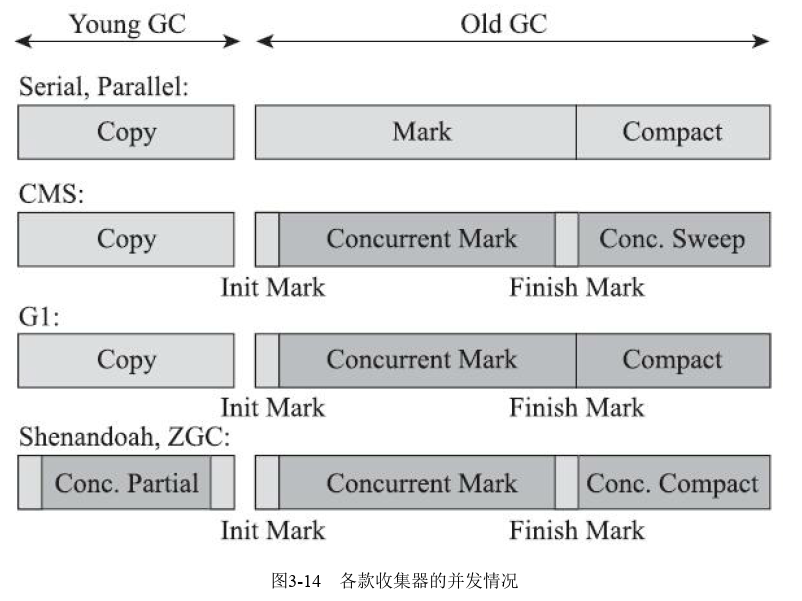 Young GC Old GC
Serial, Parallel:
Copy Mark Compact
CMS:
Copy Concurrent Mark Conc. Sweep
Init Mark Finish Mark
G1:
Copy Concurrent Mark Compact
Init Mark Finish Mark
Shenandoah, ZGC:
Conc. Partial Concurrent Mark Conc. Compact
Init Mark Finish Mark
图3-14 各款收集器的并发情况